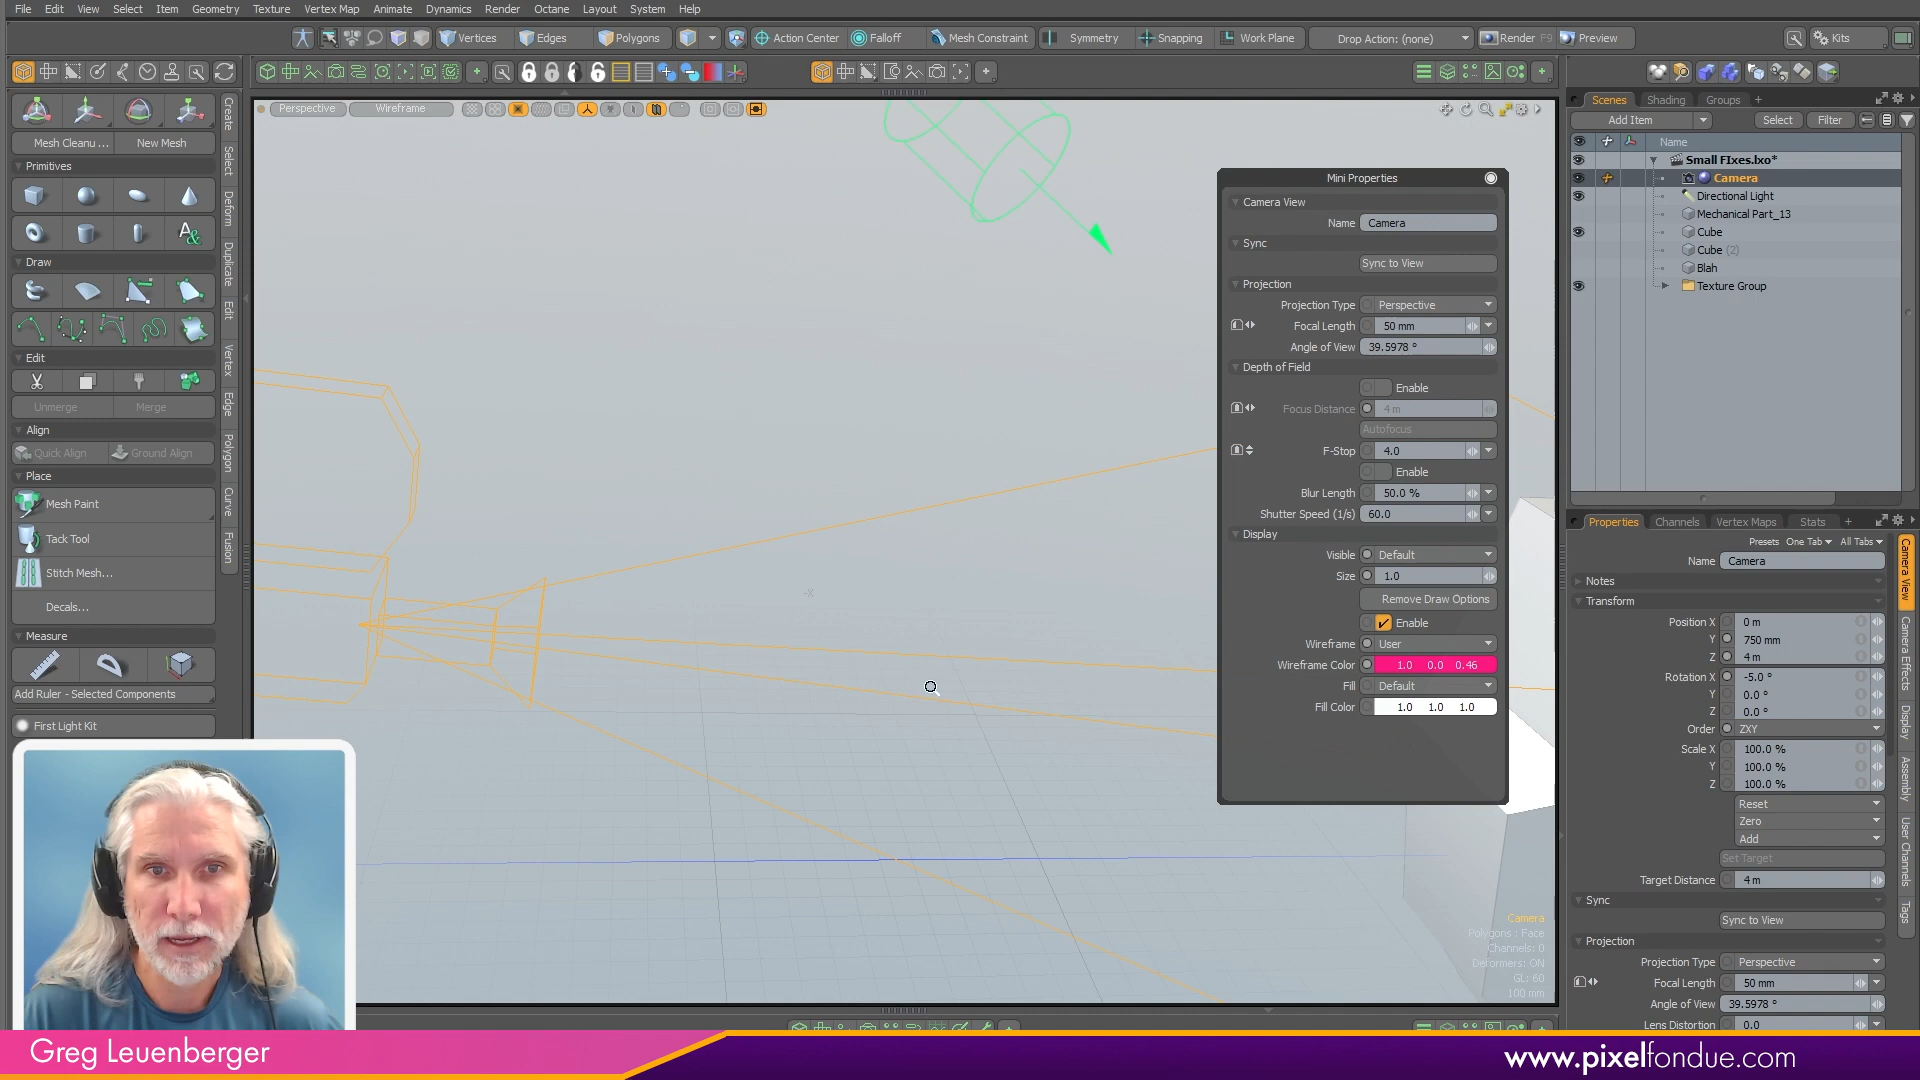 File Edit View Select Item Geometry Texture Vertex Map Animate Dynamics Render Octane Layout System Help
Vertices Edges Polygons Action Center Falloff Mesh Constraint Symmetry Snapping Work Plane Drop Action: (none) Render F9 Preview Kits
Perspective Wireframe
Mesh Cleanu ... New Mesh
Primitives
Draw
Edit
Unmerge Merge
Align
Quick Align Ground Align
Place
Mesh Paint
Tack Tool
Stitch Mesh...
Decals...
Measure
Add Ruler - Selected Components
First Light Kit
Create
Select
Deform
Duplicate
Edit
Vertex
Edge
Polygon
Curve
Fusion
-X
Mini Properties
Camera View
Name Camera
Sync
Sync to View
Projection
Projection Type Perspective
Focal Length 50 mm
Angle of View 39.5978 °
Depth of Field
Enable
Focus Distance 4 m
Autofocus
F-Stop 4.0
Enable
Blur Length 50.0 %
Shutter Speed (1/s) 60.0
Display
Visible Default
Size 1.0
Remove Draw Options
Enable
Wireframe User
Wireframe Color 1.0 0.0 0.46
Fill Default
Fill Color 1.0 1.0 1.0
Camera
Polygons : Face
Channels: 0
Deformers: ON
GL: 60
100 mm
Scenes Shading Groups +
Add Item Select Filter
Name
Small FIxes.lxo*
Camera
Directional Light
Mechanical Part_13
Cube
Cube (2)
Blah
Texture Group
Properties Channels Vertex Maps Stats +
Presets One Tab All Tabs
Name Camera
Notes
Transform
Position X 0 m
Y 750 mm
Z 4 m
Rotation X -5.0 °
Y 0.0 °
Z 0.0 °
Order ZXY
Scale X 100.0 %
Y 100.0 %
Z 100.0 %
Reset
Zero
Add
Set Target
Target Distance 4 m
Sync
Sync to View
Projection
Projection Type Perspective
Focal Length 50 mm
Angle of View 39.5978 °
Lens Distortion 0.0
Camera View
Camera Effects
Display
Assembly
User Channels
Tags
Greg Leuenberger
www.pixelfondue.com